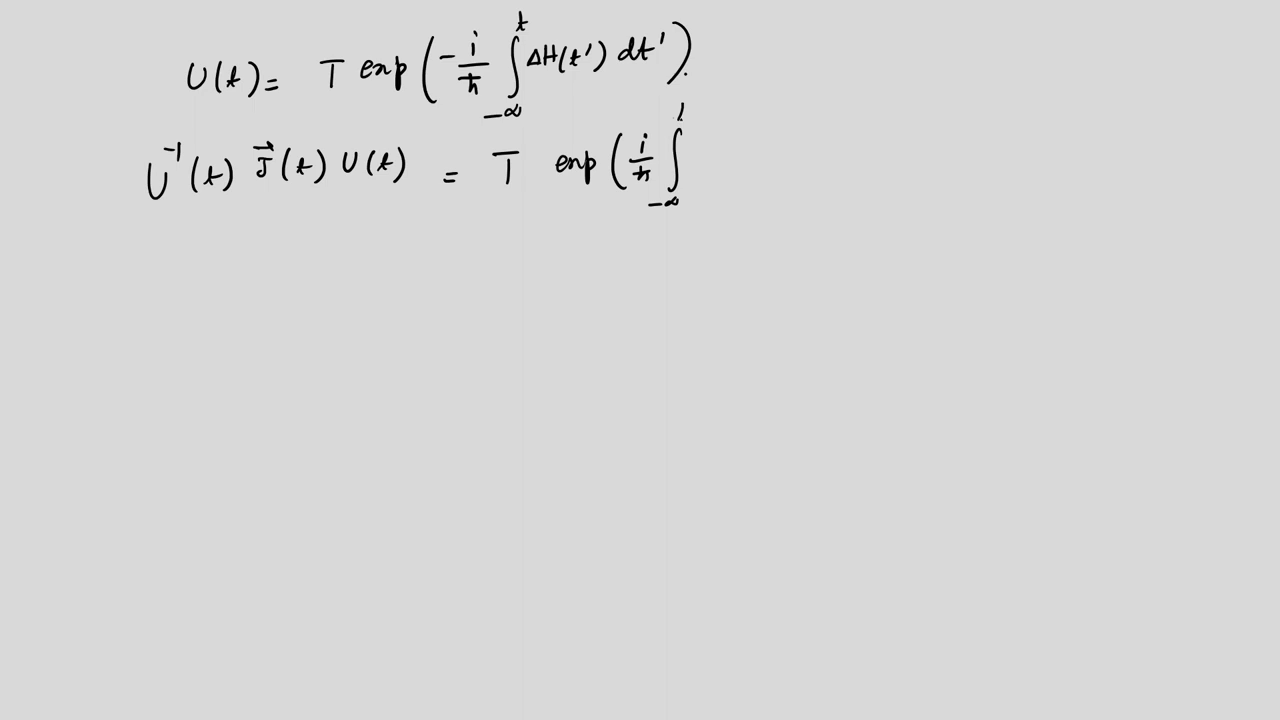 U(t) = T exp(-i/ħ ∫_{-∞}^{t} ΔH(t') dt').
U⁻¹(t) J⃗(t) U(t) = T exp(i/ħ ∫_{-∞}